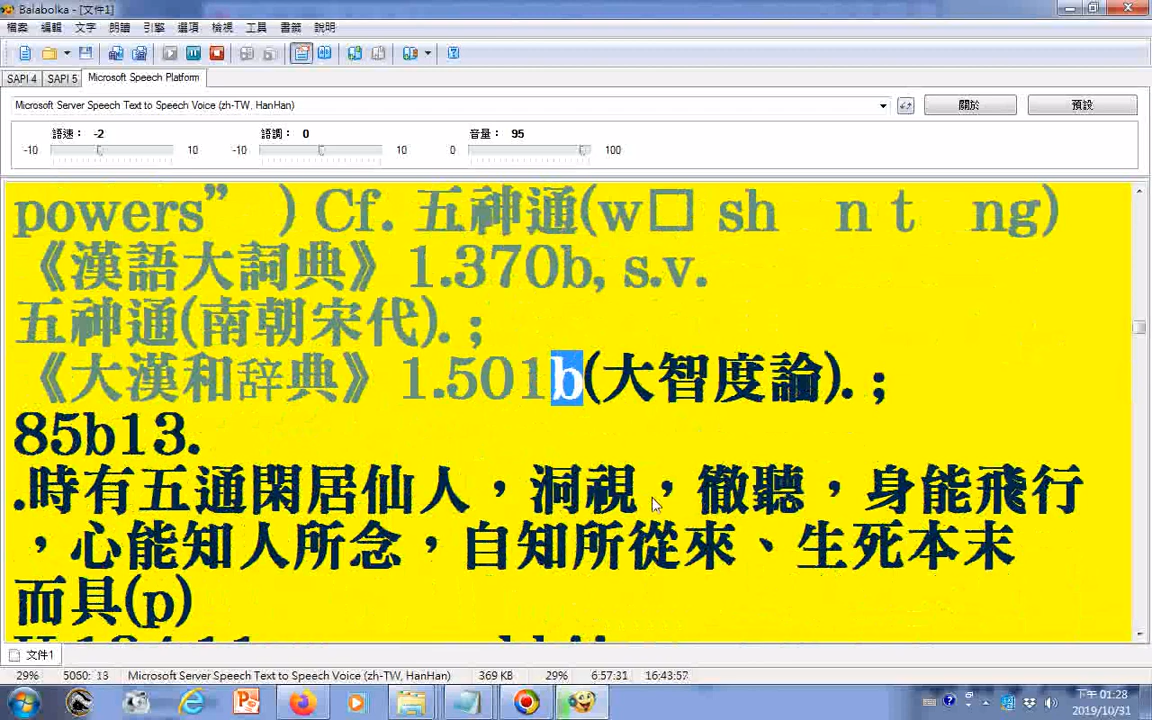 Balabolka - [文件1]
檔案 編輯 文字 朗讀 引擎 選項 檢視 工具 書籤 說明
SAPI 4 SAPI 5 Microsoft Speech Platform
Microsoft Server Speech Text to Speech Voice (zh-TW, HanHan) 關於 預設
語速： -2 語調： 0 音量： 95
-10 10 -10 10 0 100
powers” ) Cf. 五神通(w□ sh n t ng)
《漢語大詞典》 1.370b, s.v.
五神通(南朝宋代). ;
《大漢和辞典》 1.501b(大智度論). ;
85b13.
.時有五通閑居仙人，洞視，徹聽，身能飛行
，心能知人所念，自知所從來、生死本末
而具(p)
文件1
29% 5060: 13 Microsoft Server Speech Text to Speech Voice (zh-TW, HanHan) 369 KB 29% 6:57:31 16:43:57
下午 01:28
2019/10/31